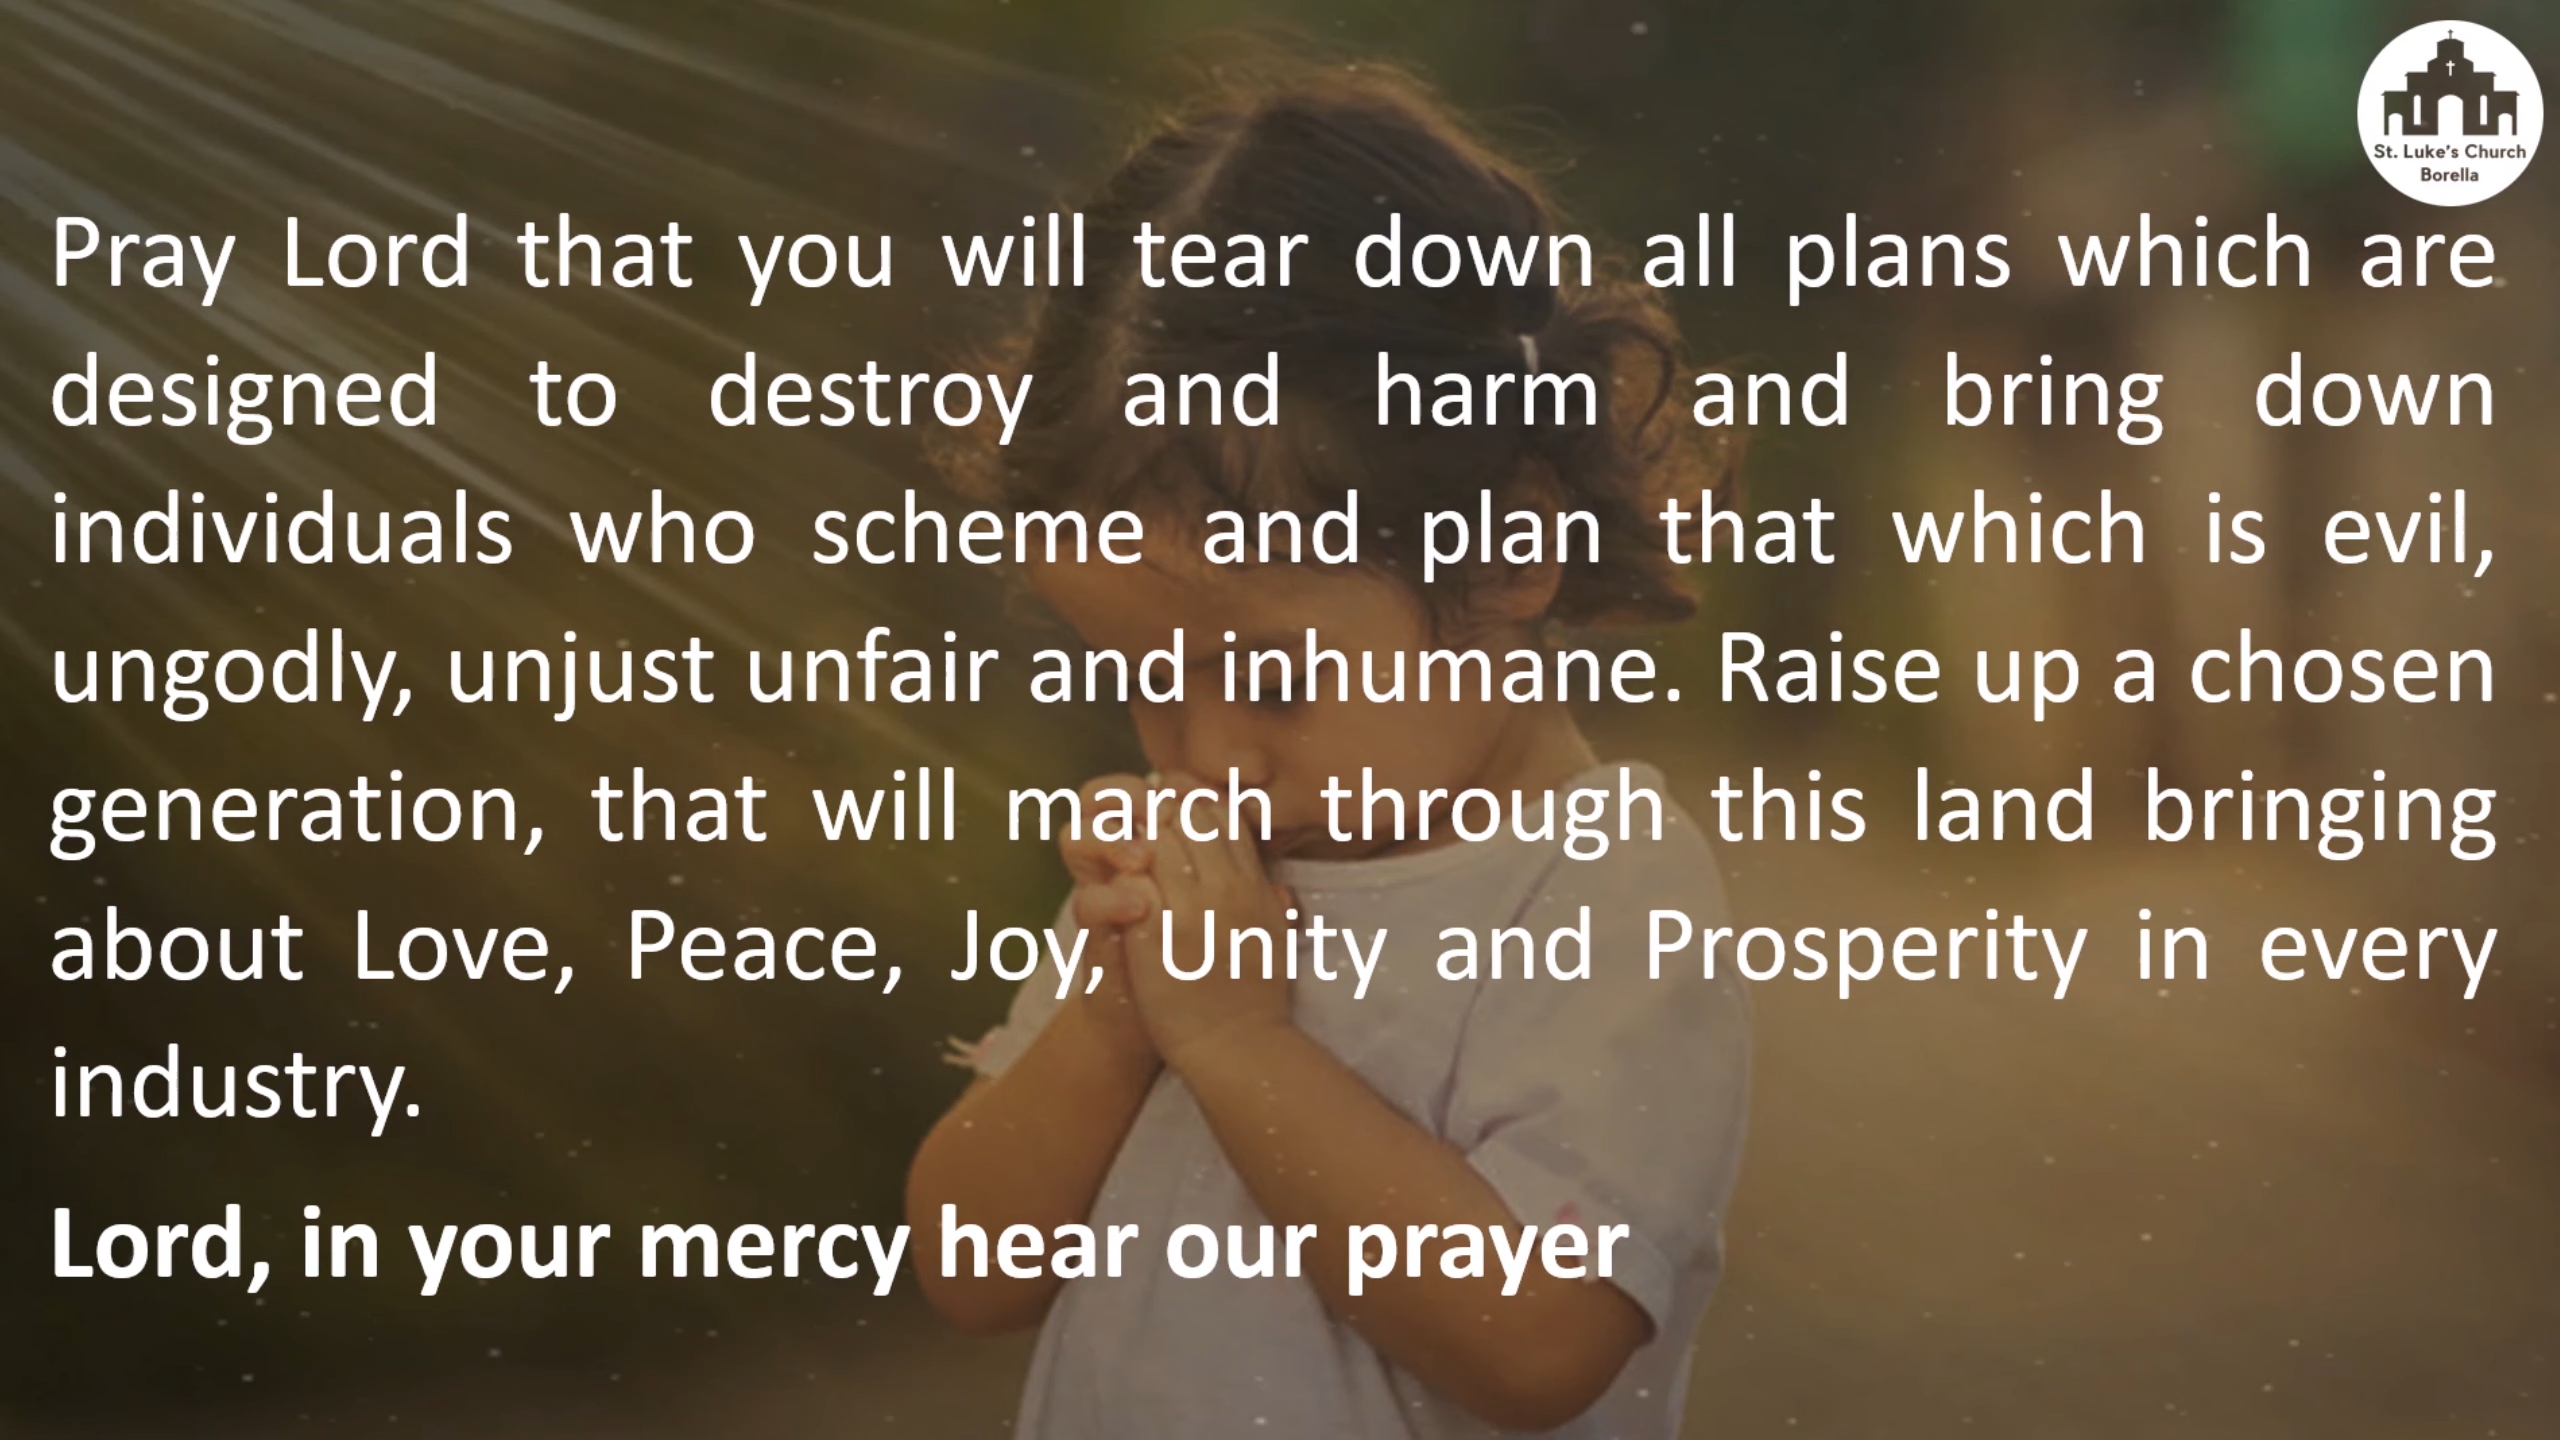 St. Luke's Church
Borella
Pray Lord that you will tear down all plans which are
designed to destroy and harm and bring down
individuals who scheme and plan that which is evil,
ungodly, unjust unfair and inhumane. Raise up a chosen
generation, that will march through this land bringing
about Love, Peace, Joy, Unity and Prosperity in every
industry.
Lord, in your mercy hear our prayer